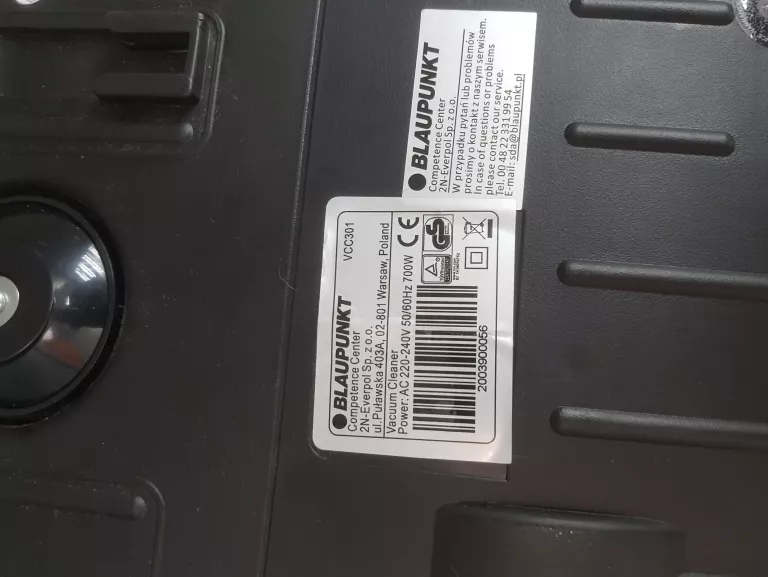 BLAUPUNKT
Competence Center
2N-Everpol Sp. z o.o.
W przypadku pytań lub problemów
prosimy o kontakt z naszym serwisem.
In case of questions or problems
please contact our service.
Tel. 00 48 22 331 99 54
E-mail: sda@blaupunkt.pl
BLAUPUNKT
Competence Center VCC301
2N-Everpol Sp. z o.o.
ul. Puławska 403A, 02-801 Warsaw, Poland
Vacuum Cleaner
Power: AC 220-240V 50/60Hz 700W
CE
GS
2003900056